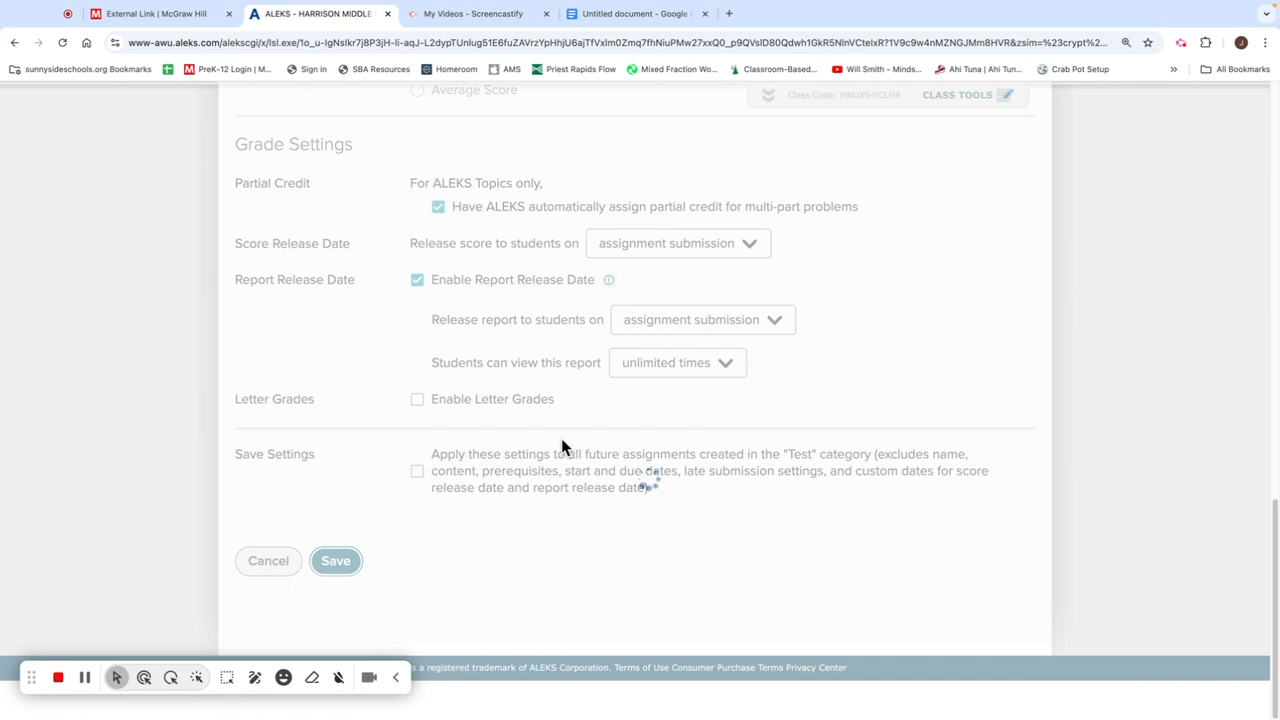 External Link | McGraw Hill
ALEKS - HARRISON MIDDLE S
My Videos - Screencastify
Untitled document - Google D
www-awu.aleks.com/alekscgi/x/Isl.exe/1o_u-IgNsIkr7j8P3jH-li-aqJ-L2dypTUnlug51E6fuZAVrzYpHhjU6ajTfVxIm0Zmq7fhNiuPMw27xxQ0_p9QVsID80Qdwh1GkR5NlnVCtelxR?1V9c9w4nMZNGJMm8HVR&zsim=%23crypt%2...
sunnysideschools.org Bookmarks
PreK-12 Login | M...
Sign in
SBA Resources
Homeroom
AMS
Priest Rapids Flow
Mixed Fraction Wo...
Classroom-Based...
Will Smith - Minds...
Ahi Tuna | Ahi Tun...
Crab Pot Setup
All Bookmarks
Average Score
Class Code: HNUX9-YCLH4
CLASS TOOLS
Grade Settings
Partial Credit
For ALEKS Topics only,
Have ALEKS automatically assign partial credit for multi-part problems
Score Release Date
Release score to students on
assignment submission
Report Release Date
Enable Report Release Date
Release report to students on
assignment submission
Students can view this report
unlimited times
Letter Grades
Enable Letter Grades
Save Settings
Apply these settings to all future assignments created in the "Test" category (excludes name,
content, prerequisites, start and due dates, late submission settings, and custom dates for score
release date and report release date)
Cancel
Save
s a registered trademark of ALEKS Corporation. Terms of Use Consumer Purchase Terms Privacy Center